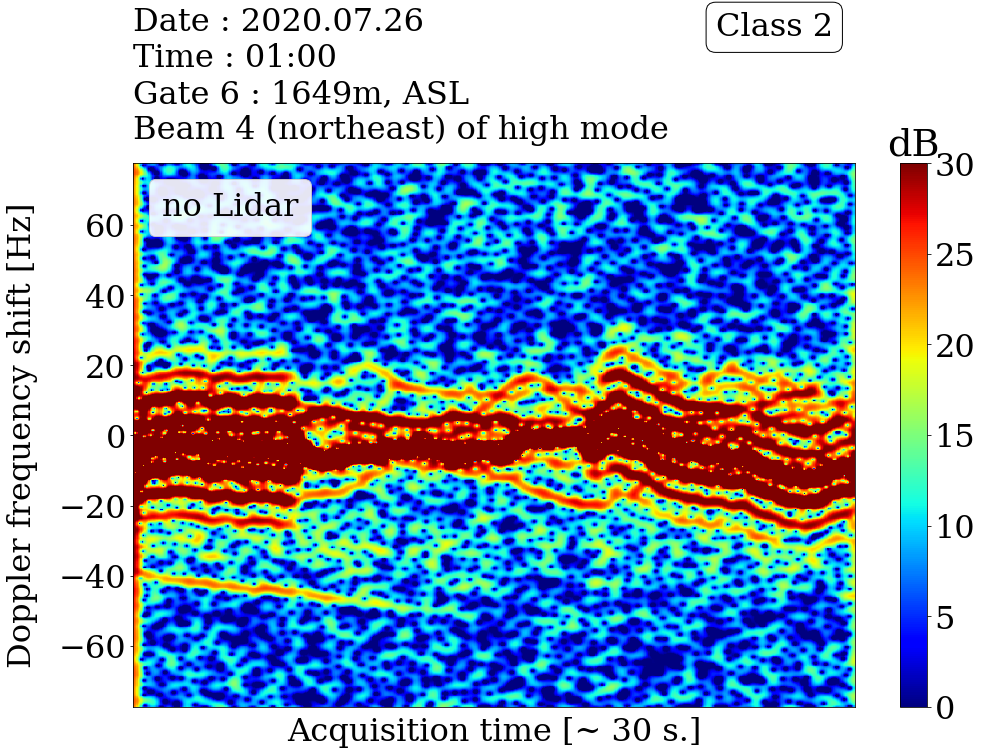 Date : 2020.07.26
Time : 01:00
Gate 6 : 1649m, ASL
Beam 4 (northeast) of high mode
Class 2
dB
no Lidar
Doppler frequency shift [Hz]
60
40
20
0
−20
−40
−60
30
25
20
15
10
5
0
Acquisition time [~ 30 s.]